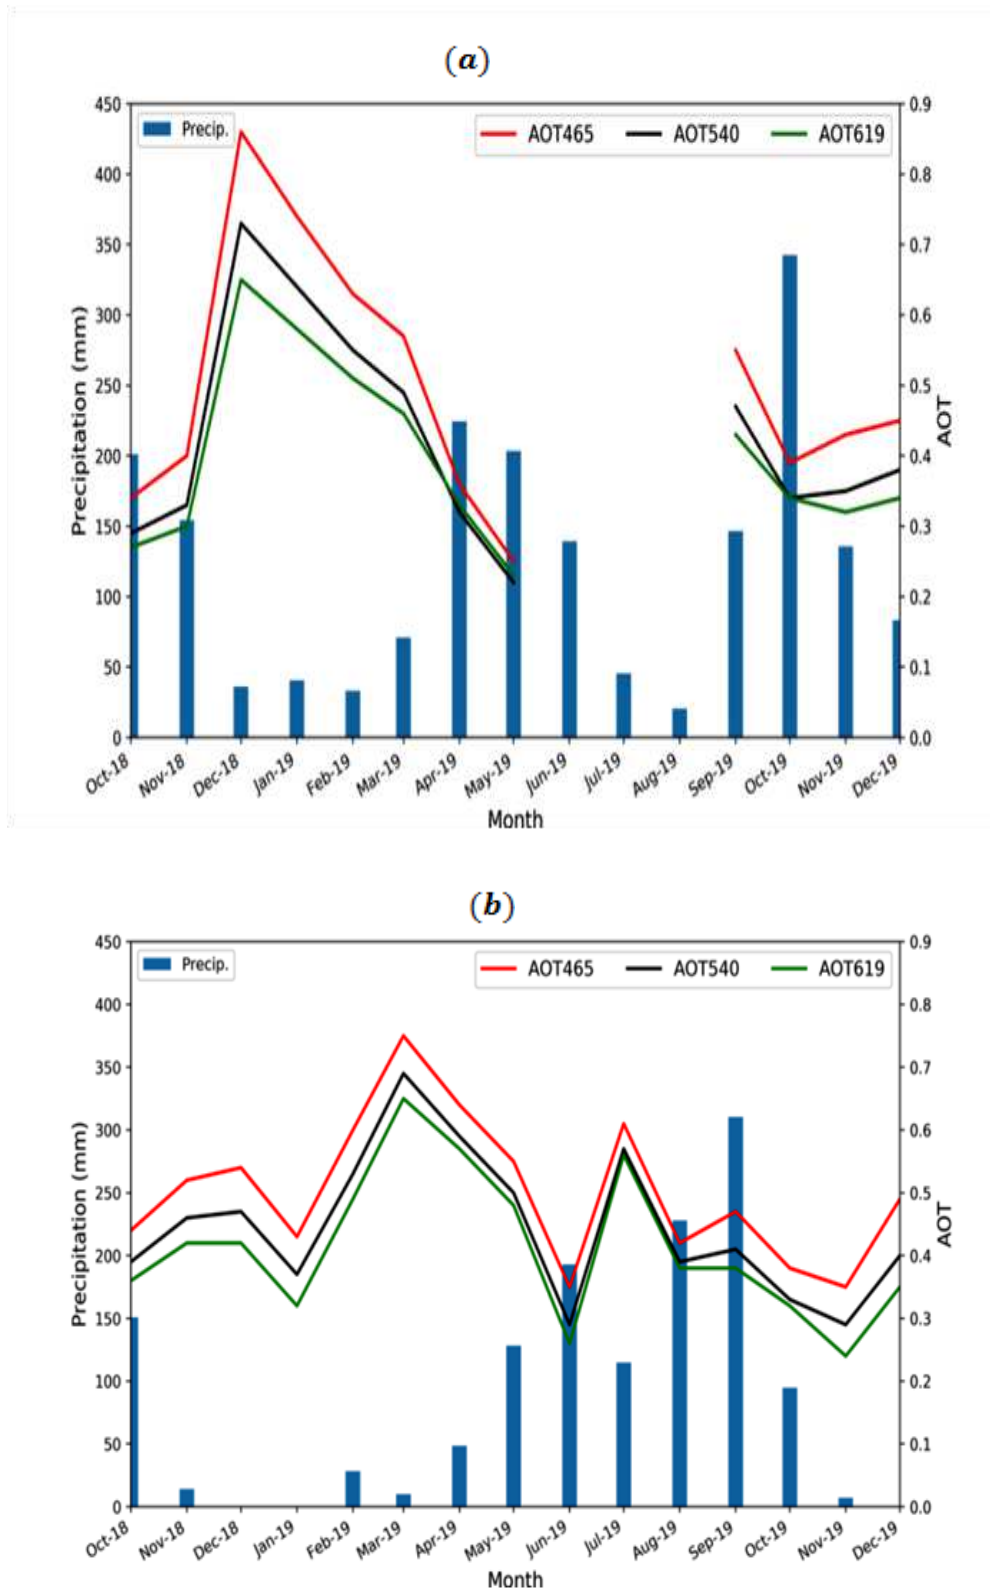 (a)
Precip.
AOT465 AOT540 AOT619
450
400
350
300
250
200
150
100
50
0
Precipitation (mm)
0.9
0.8
0.7
0.6
0.5
0.4
0.3
0.2
0.1
0.0
AOT
Oct-18 Nov-18 Dec-18 Jan-19 Feb-19 Mar-19 Apr-19 May-19 Jun-19 Jul-19 Aug-19 Sep-19 Oct-19 Nov-19 Dec-19
Month
(b)
Precip.
AOT465 AOT540 AOT619
450
400
350
300
250
200
150
100
50
0
Precipitation (mm)
0.9
0.8
0.7
0.6
0.5
0.4
0.3
0.2
0.1
0.0
AOT
Oct-18 Nov-18 Dec-18 Jan-19 Feb-19 Mar-19 Apr-19 May-19 Jun-19 Jul-19 Aug-19 Sep-19 Oct-19 Nov-19 Dec-19
Month